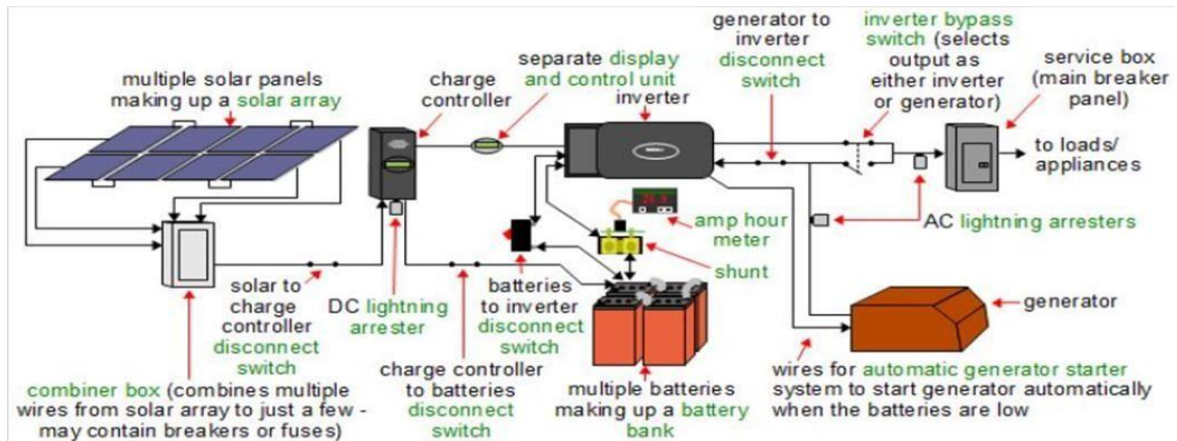 multiple solar panels
making up a solar array
charge
controller
separate display
and control unit
inverter
generator to
inverter
disconnect
switch
inverter bypass
switch (selects
output as
either inverter
or generator)
service box
(main breaker
panel)
to loads/
appliances
amp hour
meter
shunt
AC lightning arresters
solar to
charge
controller
disconnect
switch
DC lightning
arrester
batteries
to inverter
disconnect
switch
generator
combiner box (combines multiple
wires from solar array to just a few -
may contain breakers or fuses)
charge controller
to batteries
disconnect
switch
multiple batteries
making up a battery
bank
wires for automatic generator starter
system to start generator automatically
when the batteries are low